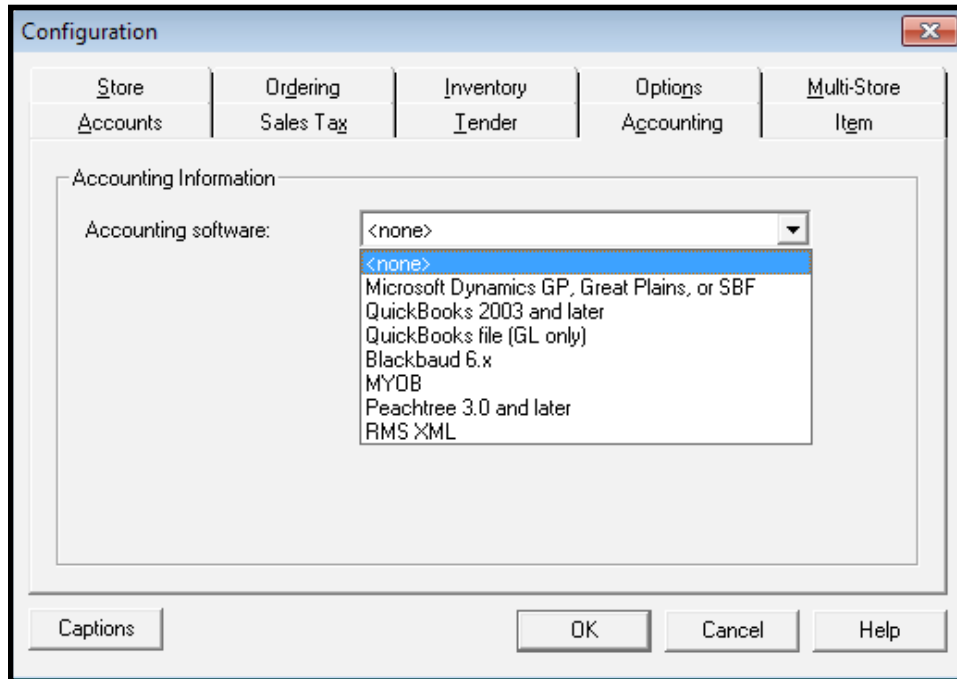 Configuration
Store Ordering Inventory Options Multi-Store
Accounts Sales Tax Tender Accounting Item
Accounting Information
Accounting software: <none>
<none>
Microsoft Dynamics GP, Great Plains, or SBF
QuickBooks 2003 and later
QuickBooks file (GL only)
Blackbaud 6.x
MYOB
Peachtree 3.0 and later
RMS XML
Captions OK Cancel Help